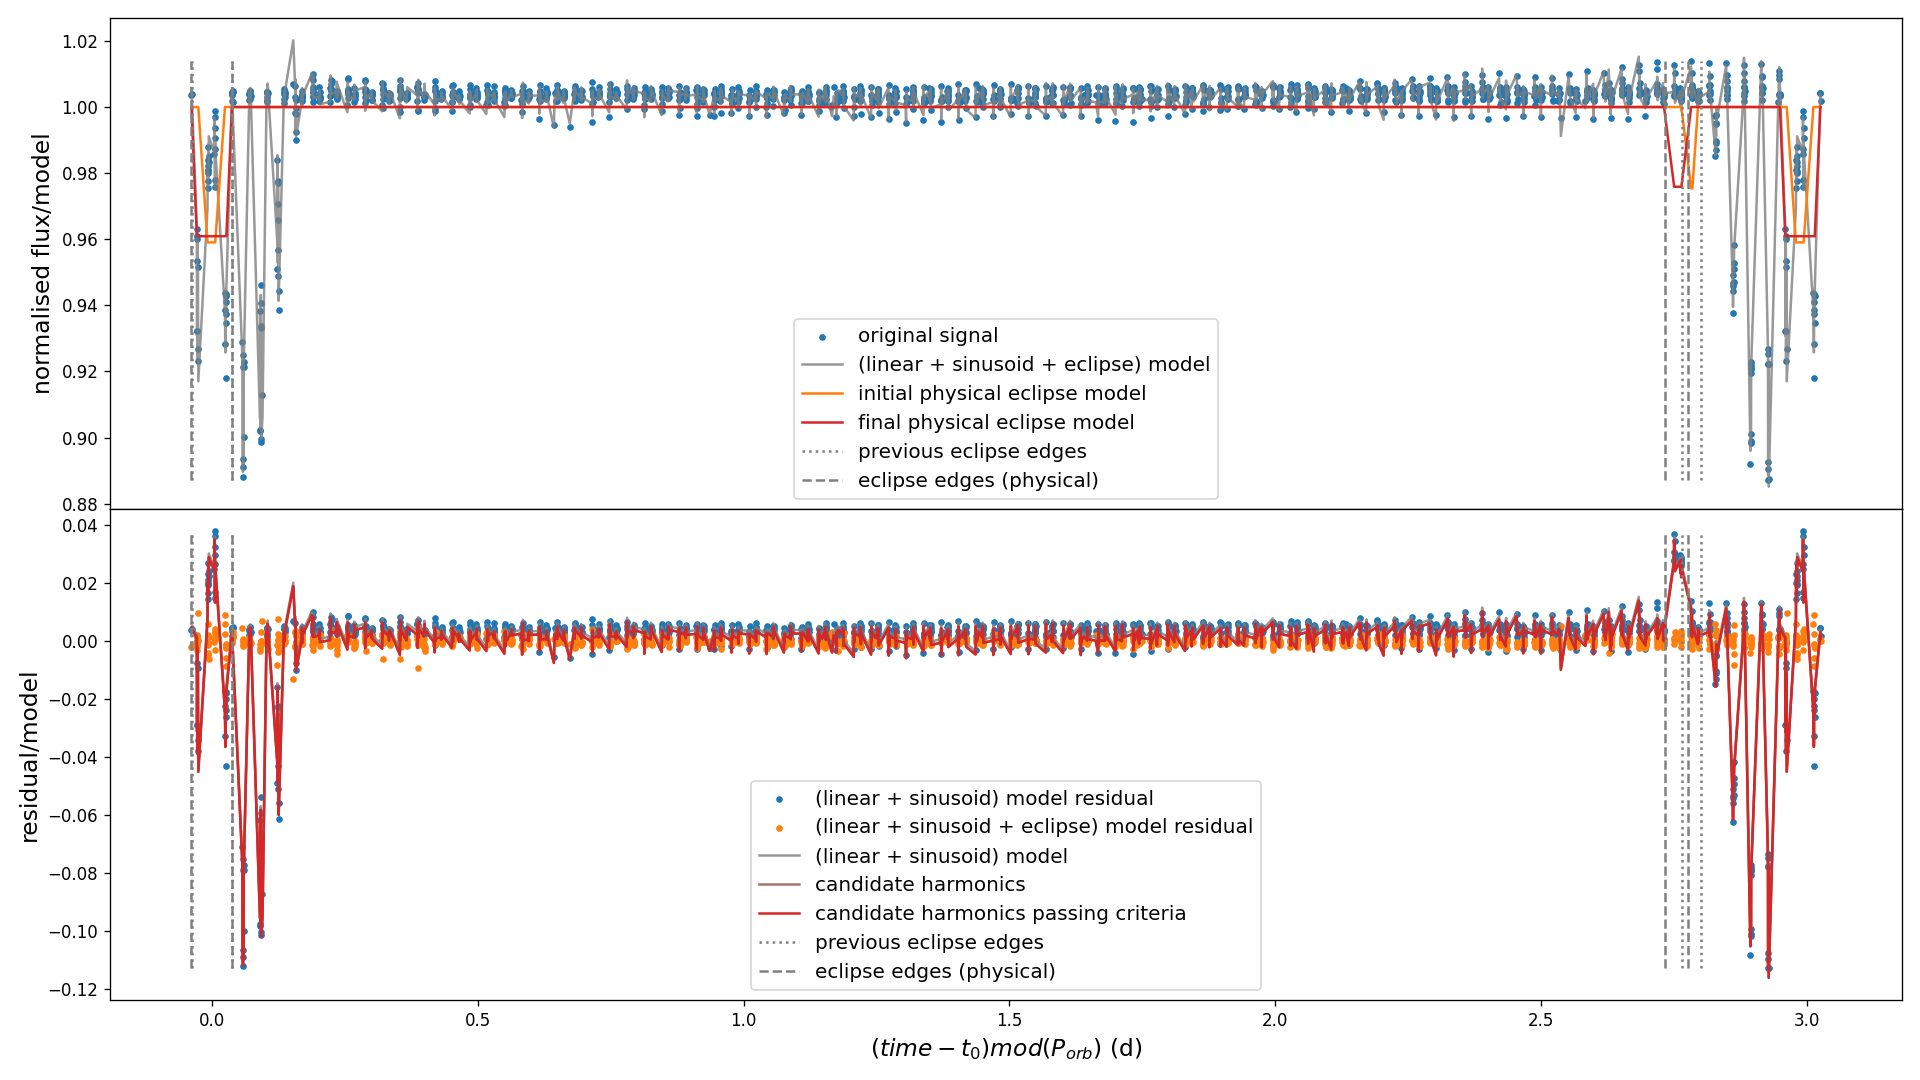 normalised flux/model
1.02
1.00
0.98
0.96
0.94
0.92
0.90
0.88
original signal
(linear + sinusoid + eclipse) model
initial physical eclipse model
final physical eclipse model
previous eclipse edges
eclipse edges (physical)
residual/model
0.04
0.02
0.00
−0.02
−0.04
−0.06
−0.08
−0.10
−0.12
(linear + sinusoid) model residual
(linear + sinusoid + eclipse) model residual
(linear + sinusoid) model
candidate harmonics
candidate harmonics passing criteria
previous eclipse edges
eclipse edges (physical)
0.0 0.5 1.0 1.5 2.0 2.5 3.0
(time − t₀)mod(Pₒᵣb) (d)